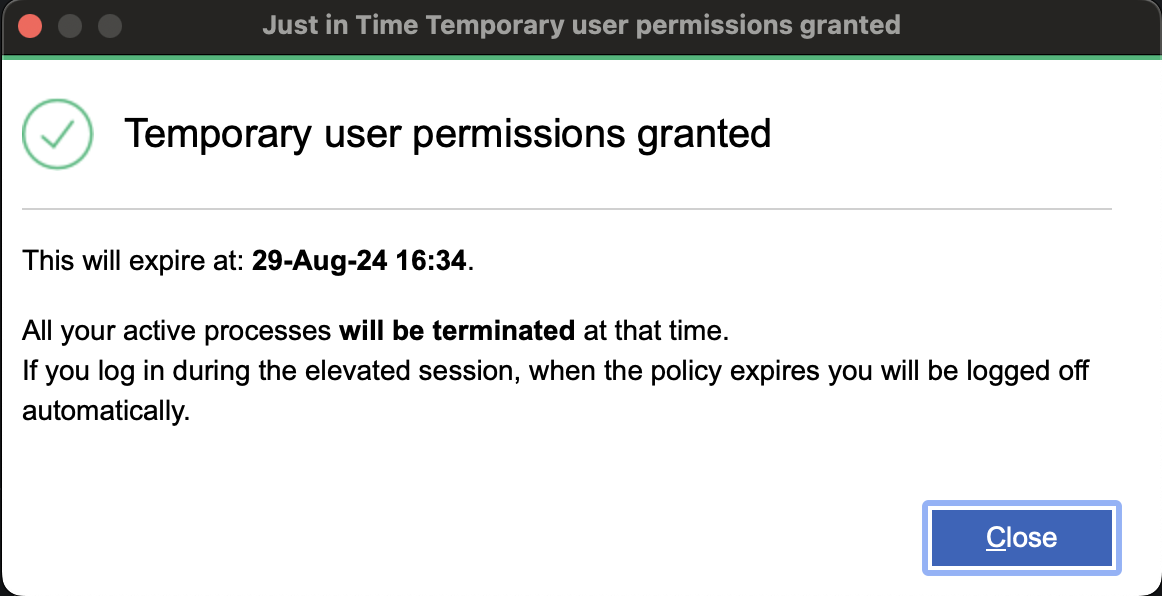 Just in Time Temporary user permissions granted
Temporary user permissions granted
This will expire at: 29-Aug-24 16:34.
All your active processes will be terminated at that time.
If you log in during the elevated session, when the policy expires you will be logged off
automatically.
Close